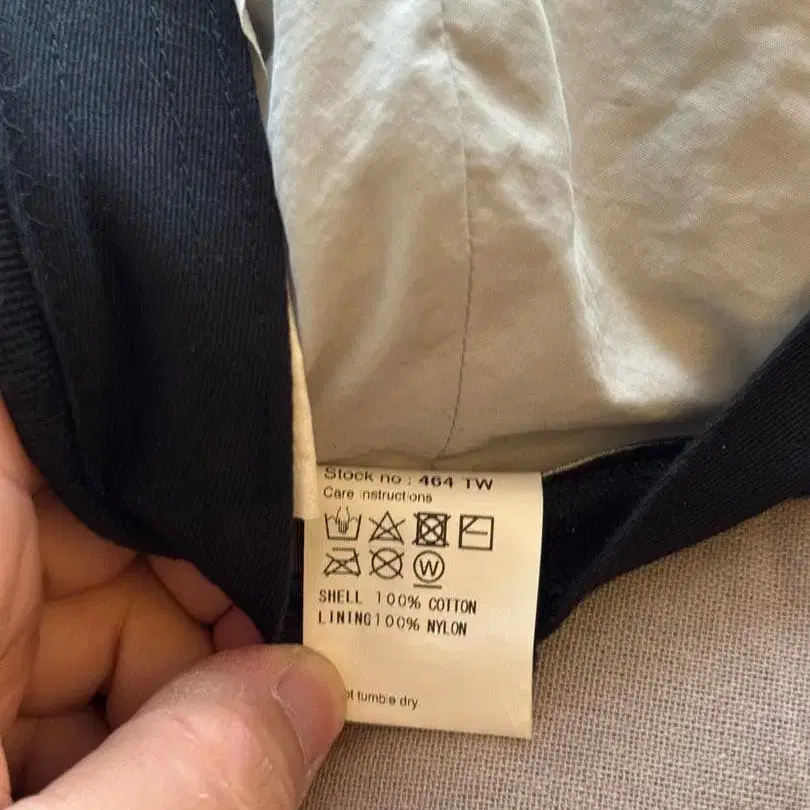 Stock no : 464 TW
Care instructions
W
SHELL 100% COTTON
LINING 100% NYLON
tumble dry